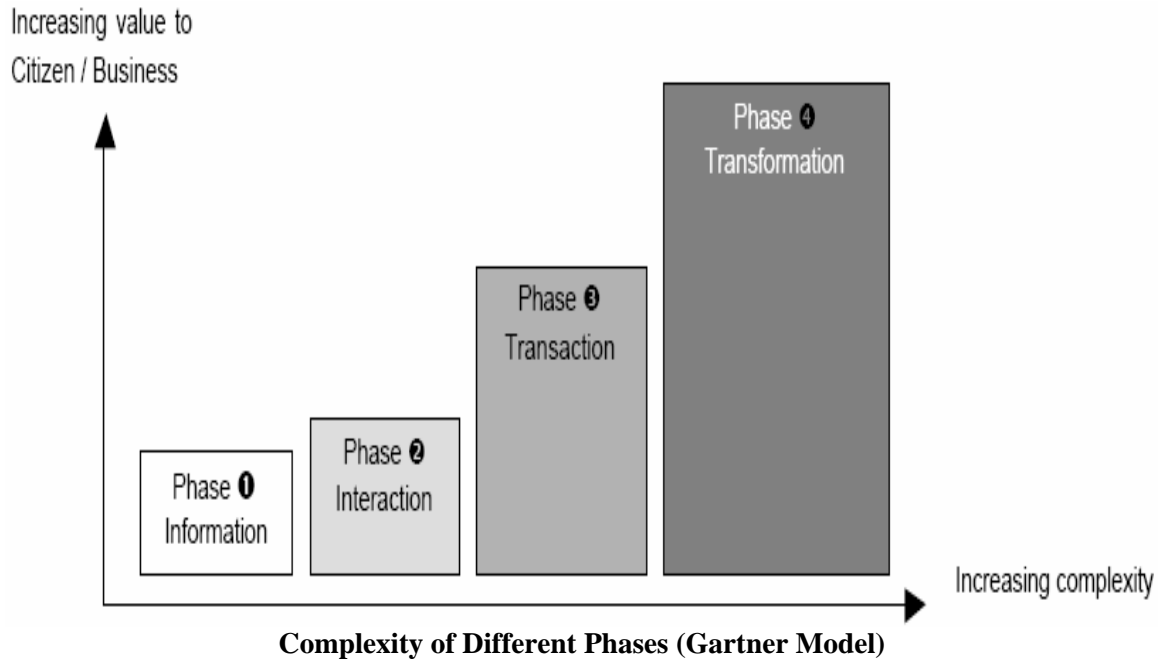 Increasing value to
Citizen / Business
Phase ❶
Information
Phase ❷
Interaction
Phase ❸
Transaction
Phase ❹
Transformation
Increasing complexity
Complexity of Different Phases (Gartner Model)